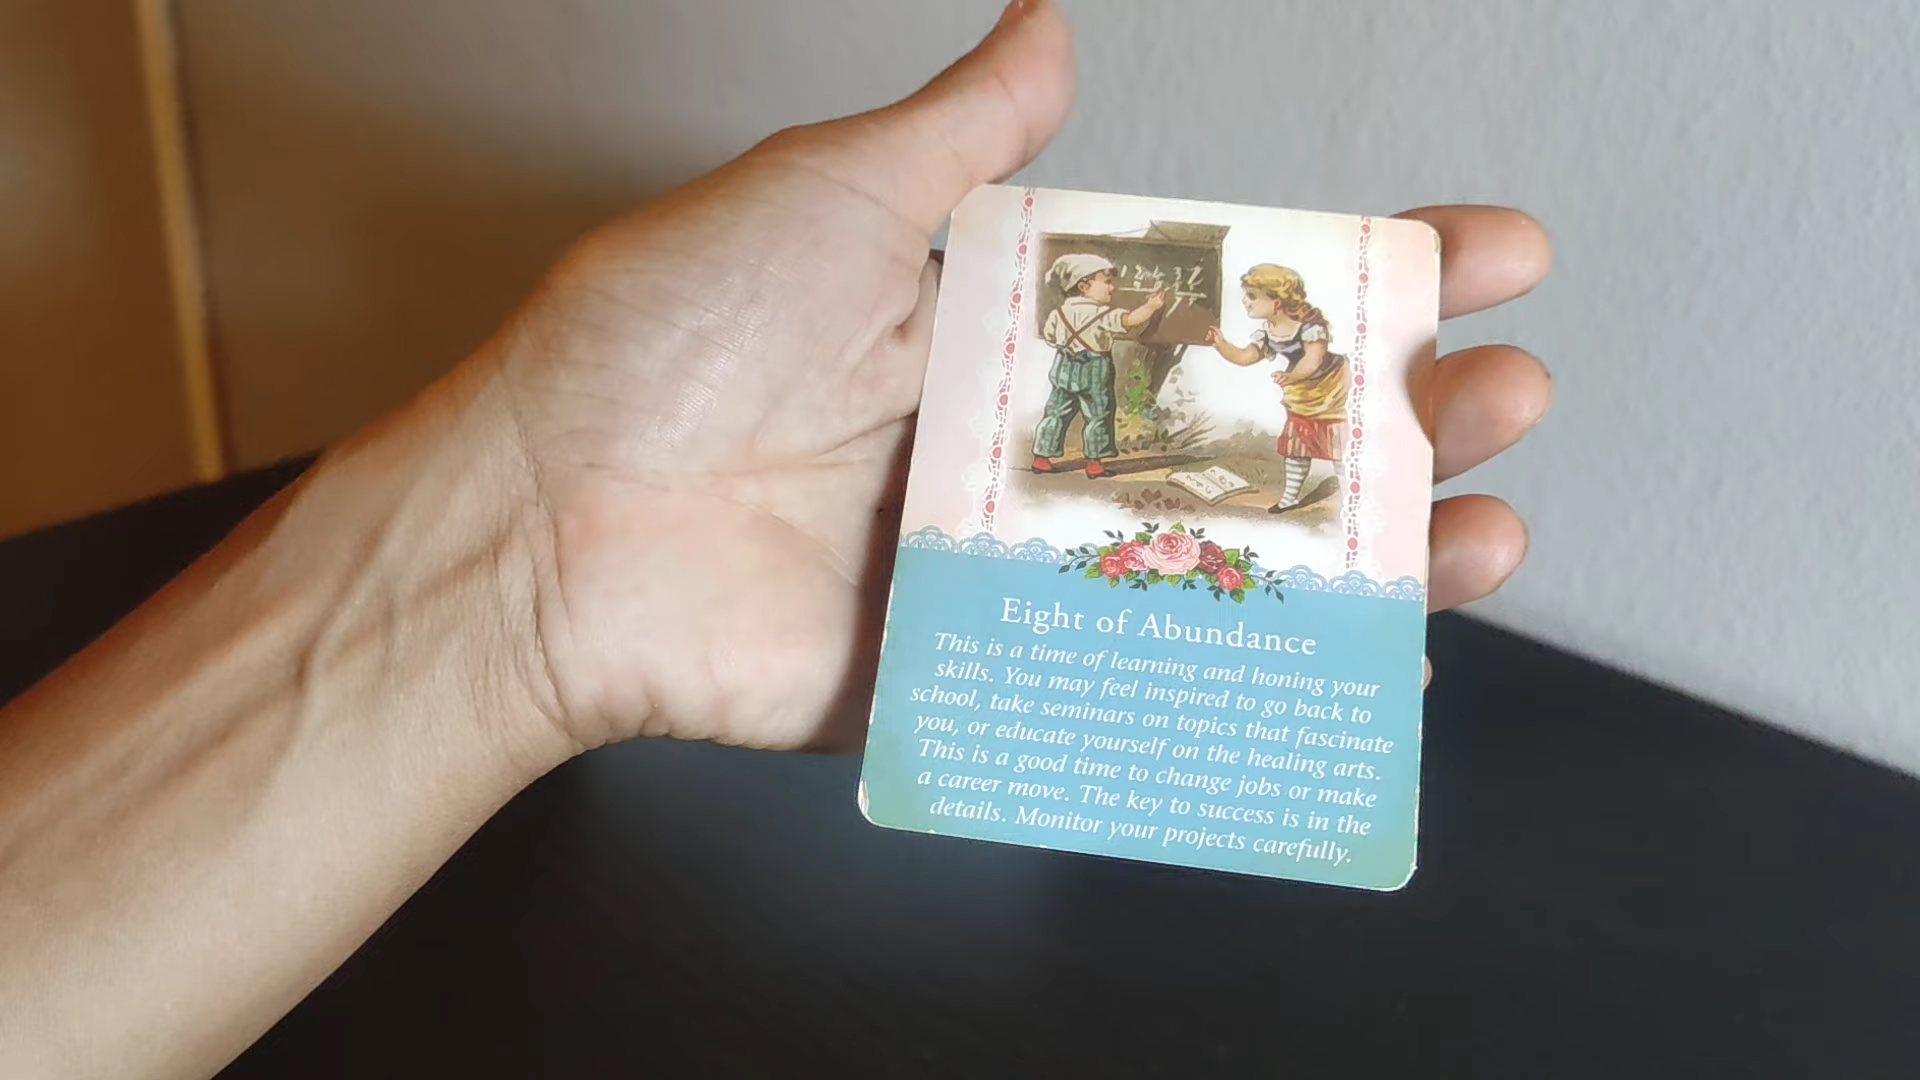 Eight of Abundance
This is a time of learning and honing your
skills. You may feel inspired to go back to
school, take seminars on topics that fascinate
you, or educate yourself on the healing arts.
This is a good time to change jobs or make
a career move. The key to success is in the
details. Monitor your projects carefully.